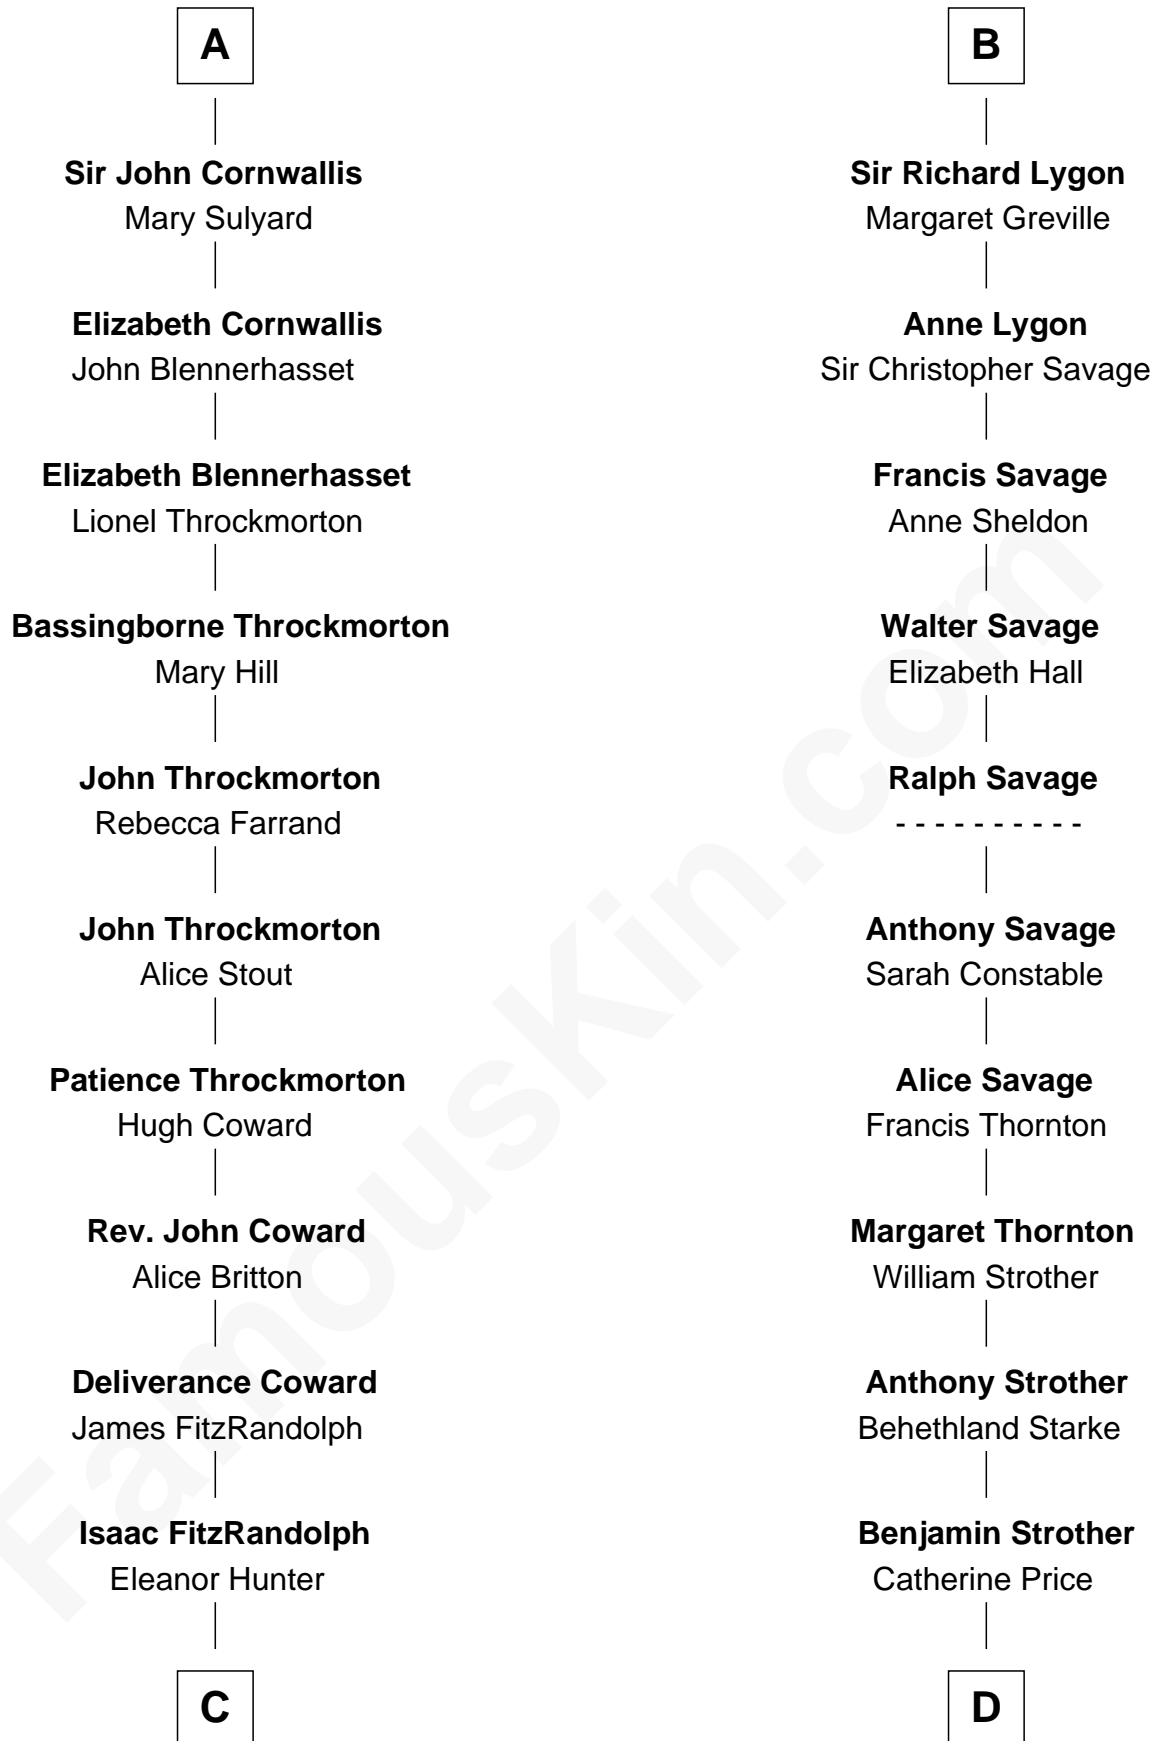 A
Sir John Cornwallis
Mary Sulyard
Elizabeth Cornwallis
John Blennerhasset
Elizabeth Blennerhasset
Lionel Throckmorton
Bassingborne Throckmorton
Mary Hill
John Throckmorton
Rebecca Farrand
John Throckmorton
Alice Stout
Patience Throckmorton
Hugh Coward
Rev. John Coward
Alice Britton
Deliverance Coward
James FitzRandolph
Isaac FitzRandolph
Eleanor Hunter
C
B
Sir Richard Lygon
Margaret Greville
Anne Lygon
Sir Christopher Savage
Francis Savage
Anne Sheldon
Walter Savage
Elizabeth Hall
Ralph Savage
- - - - - - - - - -
Anthony Savage
Sarah Constable
Alice Savage
Francis Thornton
Margaret Thornton
William Strother
Anthony Strother
Behethland Starke
Benjamin Strother
Catherine Price
D
FamousKin.com